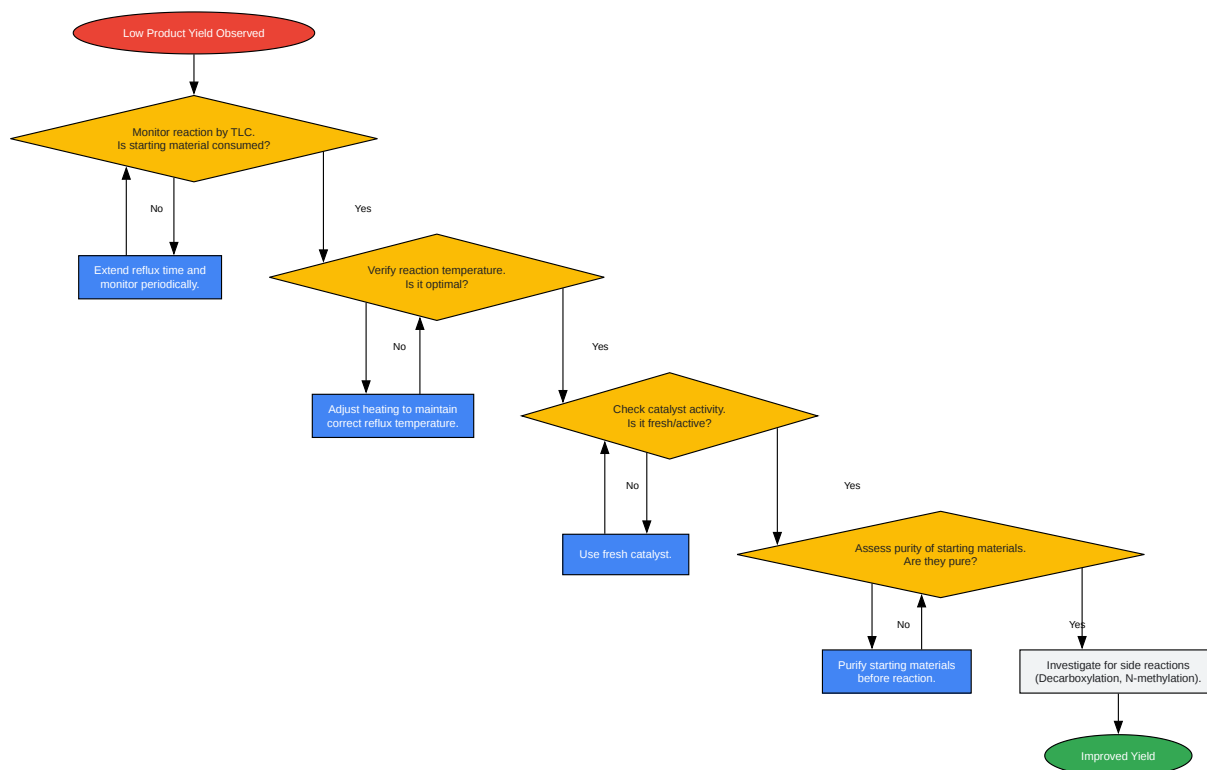 Low Product Yield Observed
Monitor reaction by TLC.
Is starting material consumed?
No
Yes
Extend reflux time and
monitor periodically.
Verify reaction temperature.
Is it optimal?
No
Yes
Adjust heating to maintain
correct reflux temperature.
Check catalyst activity.
Is it fresh/active?
No
Yes
Use fresh catalyst.
Assess purity of starting materials.
Are they pure?
No
Yes
Purify starting materials
before reaction.
Investigate for side reactions
(Decarboxylation, N-methylation).
Improved Yield